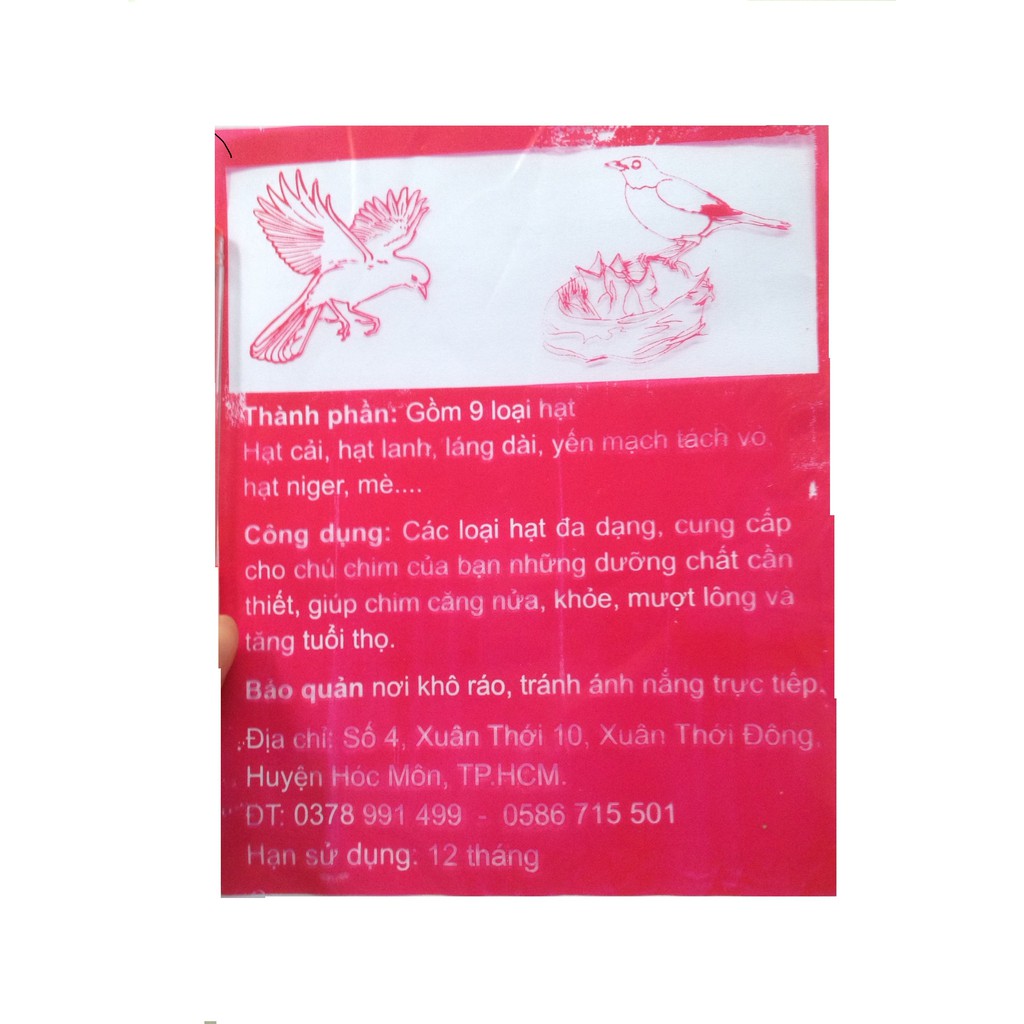 Thành phần: Gồm 9 loại hạt
Hạt cải, hạt lanh, láng dài, yến mạch tách vỏ
hạt niger, mè....
Công dụng: Các loại hạt đa dạng, cung cấp
cho chú chim của bạn những dưỡng chất cần
thiết, giúp chim căng nửa, khỏe, mượt lông và
tăng tuổi thọ.
Bảo quản nơi khô ráo, tránh ánh nắng trực tiếp.
Địa chỉ: Số 4, Xuân Thới 10, Xuân Thới Đông,
Huyện Hóc Môn, TP.HCM.
ĐT: 0378 991 499 - 0586 715 501
Hạn sử dụng: 12 tháng